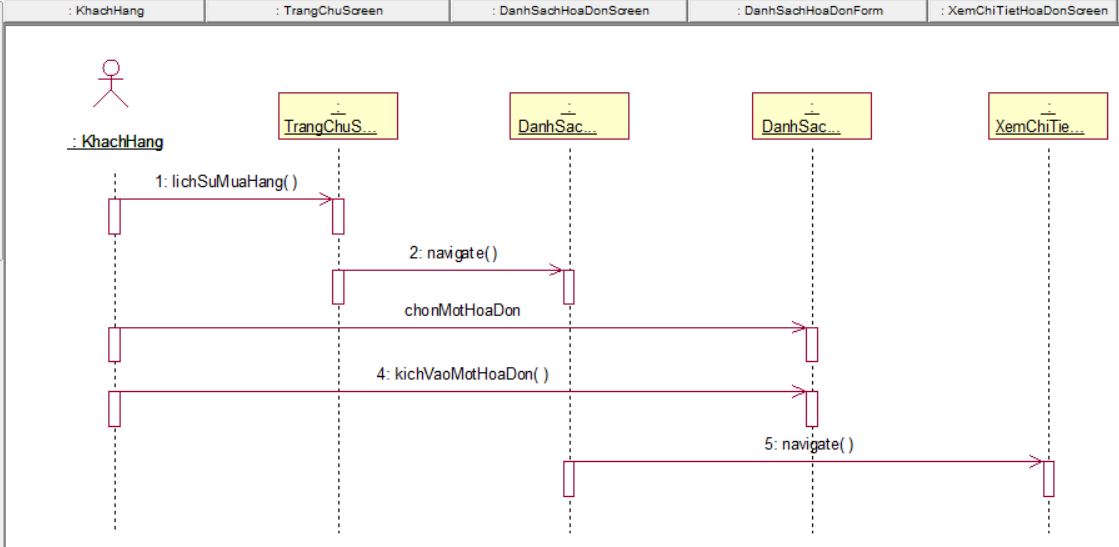 : KhachHang
: TrangChuScreen
: DanhSachHoaDonScreen
: DanhSachHoaDonForm
: XemChiTietHoaDonScreen
: KhachHang
:
TrangChuS...
:
DanhSac...
:
DanhSac...
:
XemChiTie...
1: lichSuMuaHang( )
2: navigate( )
chonMotHoaDon
4: kichVaoMotHoaDon( )
5: navigate( )